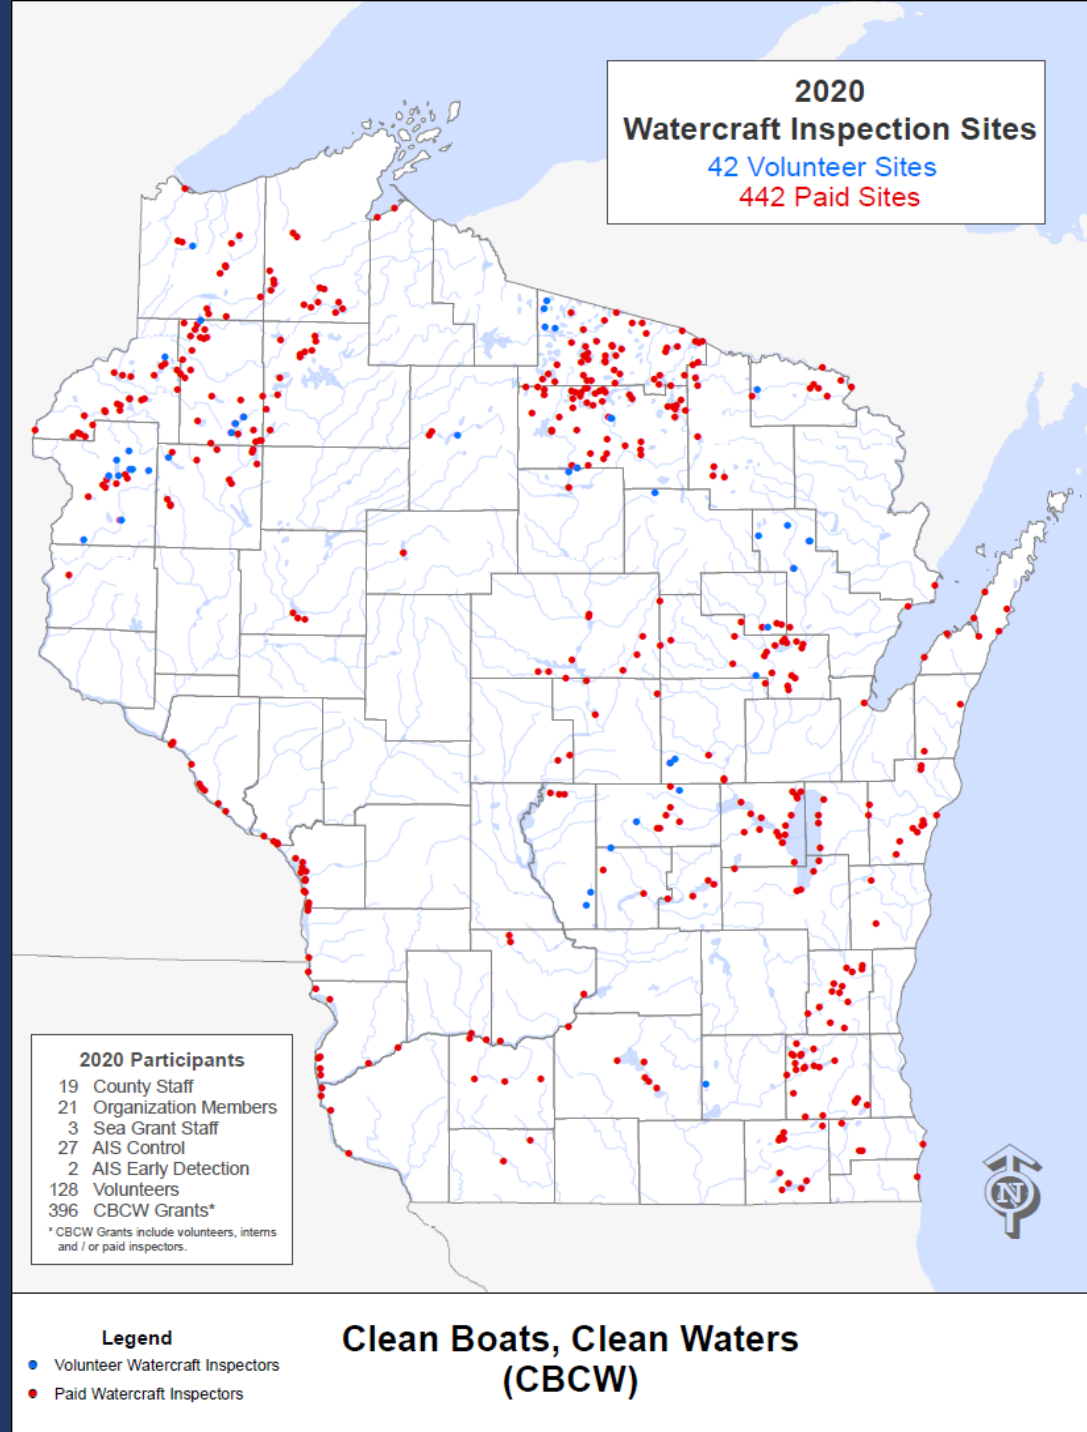 2020
Watercraft Inspection Sites
42 Volunteer Sites
442 Paid Sites
2020 Participants
19 County Staff
21 Organization Members
3 Sea Grant Staff
27 AIS Control
2 AIS Early Detection
128 Volunteers
396 CBCW Grants*
* CBCW Grants include volunteers, interns
and / or paid inspectors.
N
Legend
Volunteer Watercraft Inspectors
Paid Watercraft Inspectors
Clean Boats, Clean Waters
(CBCW)